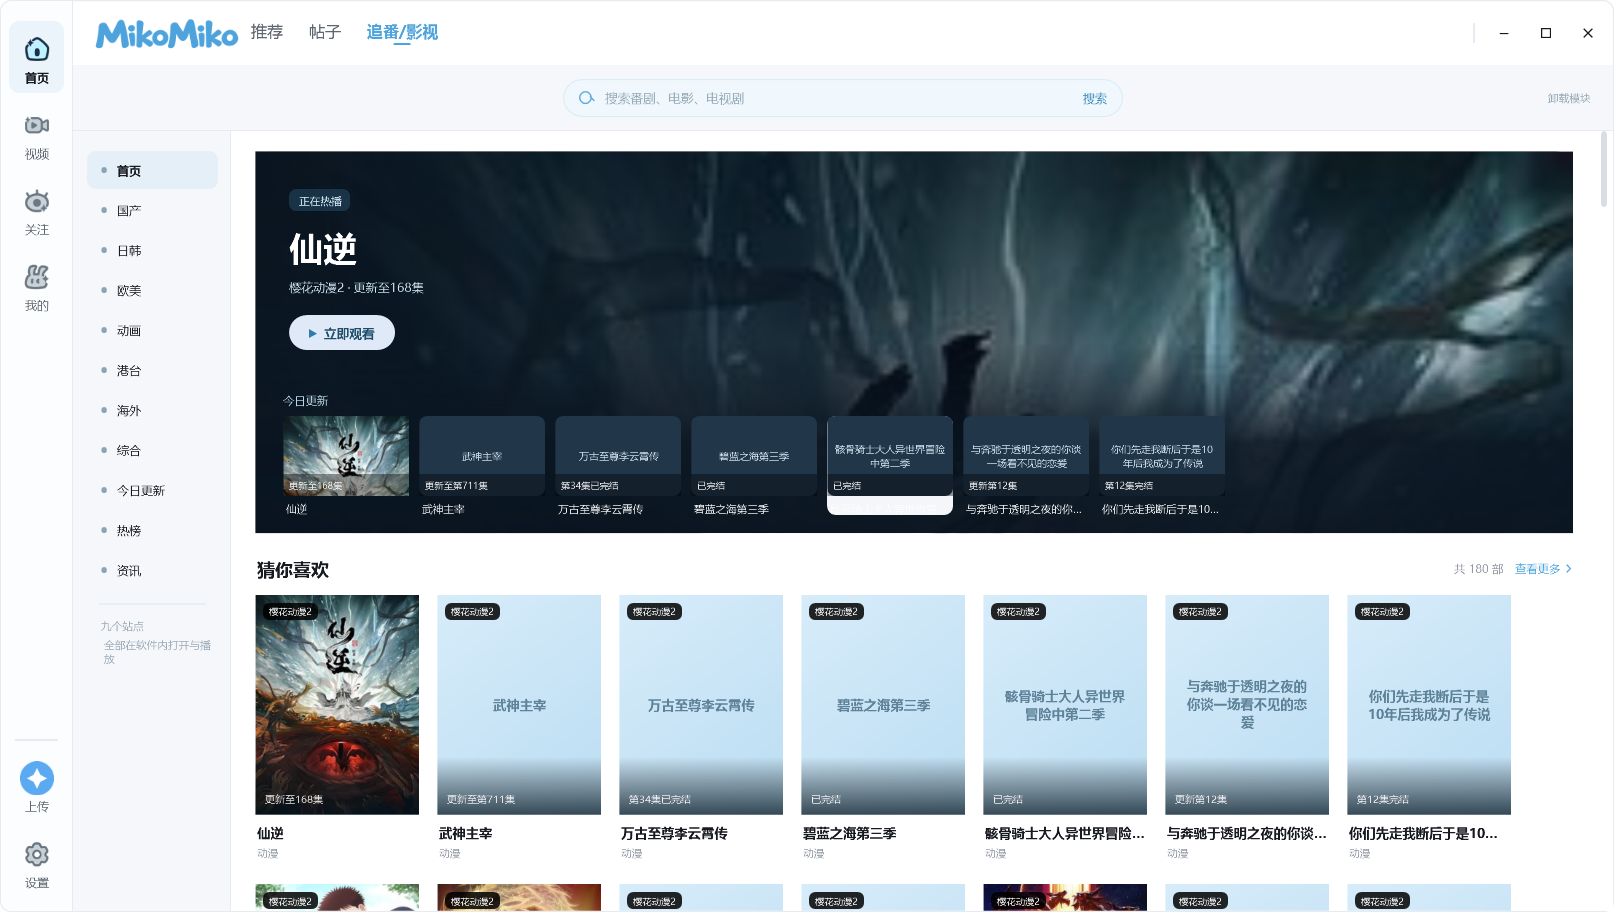 MikoMiko
推荐
帖子
追番/影视
首页
视频
关注
我的
上传
设置
搜索番剧、电影、电视剧
搜索
卸载模块
首页
国产
日韩
欧美
动画
港台
海外
综合
今日更新
热榜
资讯
九个站点
全部在软件内打开与播
放
正在热播
仙逆
樱花动漫2 · 更新至168集
立即观看
今日更新
仙逆
更新至168集
仙逆
武神主宰
更新至第711集
武神主宰
万古至尊李云霄传
第34集已完结
万古至尊李云霄传
碧蓝之海第三季
已完结
碧蓝之海第三季
骸骨骑士大人异世界冒险
中第二季
已完结
与奔驰于透明之夜的你谈
一场看不见的恋爱
更新第12集
与奔驰于透明之夜的你...
你们先走我断后于是10
年后我成为了传说
第12集完结
你们先走我断后于是10...
猜你喜欢
共 180 部
查看更多
樱花动漫2
仙逆
更新至168集
仙逆
动漫
樱花动漫2
武神主宰
更新至第711集
武神主宰
动漫
樱花动漫2
万古至尊李云霄传
第34集已完结
万古至尊李云霄传
动漫
樱花动漫2
碧蓝之海第三季
已完结
碧蓝之海第三季
动漫
樱花动漫2
骸骨骑士大人异世界
冒险中第二季
已完结
骸骨骑士大人异世界冒险...
动漫
樱花动漫2
与奔驰于透明之夜的
你谈一场看不见的恋
爱
更新第12集
与奔驰于透明之夜的你谈...
动漫
樱花动漫2
你们先走我断后于是
10年后我成为了传说
第12集完结
你们先走我断后于是10...
动漫
樱花动漫2
樱花动漫2
樱花动漫2
樱花动漫2
樱花动漫2
樱花动漫2
樱花动漫2